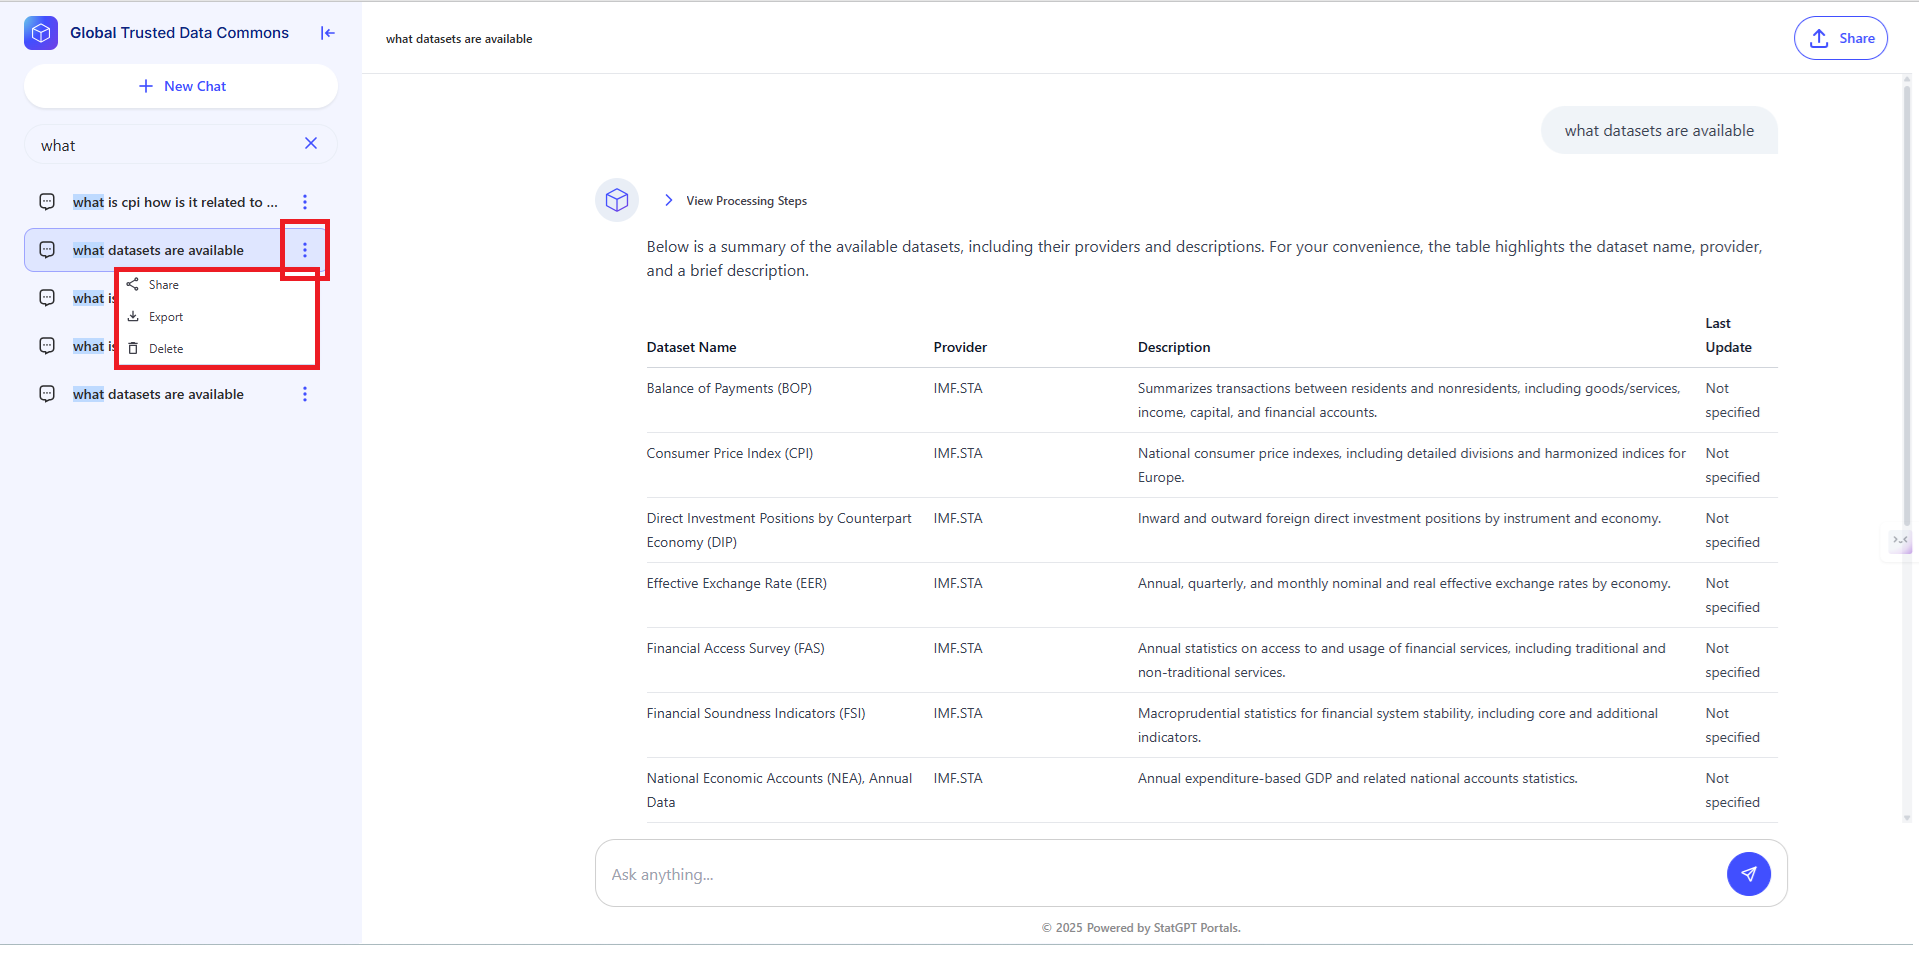 Global Trusted Data Commons
New Chat
what
what is cpi how is it related to ...
what datasets are available
Share
Export
Delete
what is
what is
what datasets are available
what datasets are available
Share
what datasets are available
View Processing Steps
Below is a summary of the available datasets, including their providers and descriptions. For your convenience, the table highlights the dataset name, provider,
and a brief description.
Dataset Name Provider Description Last
Update
Balance of Payments (BOP) IMF.STA Summarizes transactions between residents and nonresidents, including goods/services, Not
income, capital, and financial accounts. specified
Consumer Price Index (CPI) IMF.STA National consumer price indexes, including detailed divisions and harmonized indices for Not
Europe. specified
Direct Investment Positions by Counterpart IMF.STA Inward and outward foreign direct investment positions by instrument and economy. Not
Economy (DIP) specified
Effective Exchange Rate (EER) IMF.STA Annual, quarterly, and monthly nominal and real effective exchange rates by economy. Not
specified
Financial Access Survey (FAS) IMF.STA Annual statistics on access to and usage of financial services, including traditional and Not
non-traditional services. specified
Financial Soundness Indicators (FSI) IMF.STA Macroprudential statistics for financial system stability, including core and additional Not
indicators. specified
National Economic Accounts (NEA), Annual IMF.STA Annual expenditure-based GDP and related national accounts statistics. Not
Data specified
Ask anything...
© 2025 Powered by StatGPT Portals.